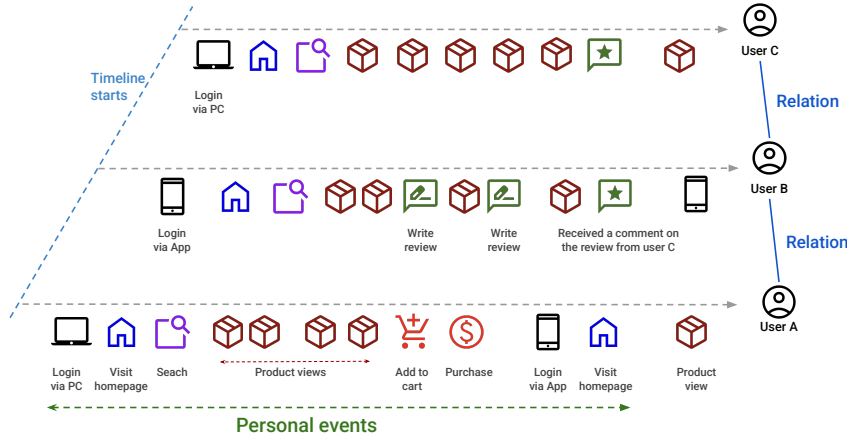 User C
Timeline
starts
Login
via PC
Relation
User B
Login
via App
Write
review
Write
review
Received a comment on
the review from user C
Relation
User A
Login
via PC
Visit
homepage
Seach
Product views
Add to
cart
Purchase
Login
via App
Visit
homepage
Product
view
Personal events